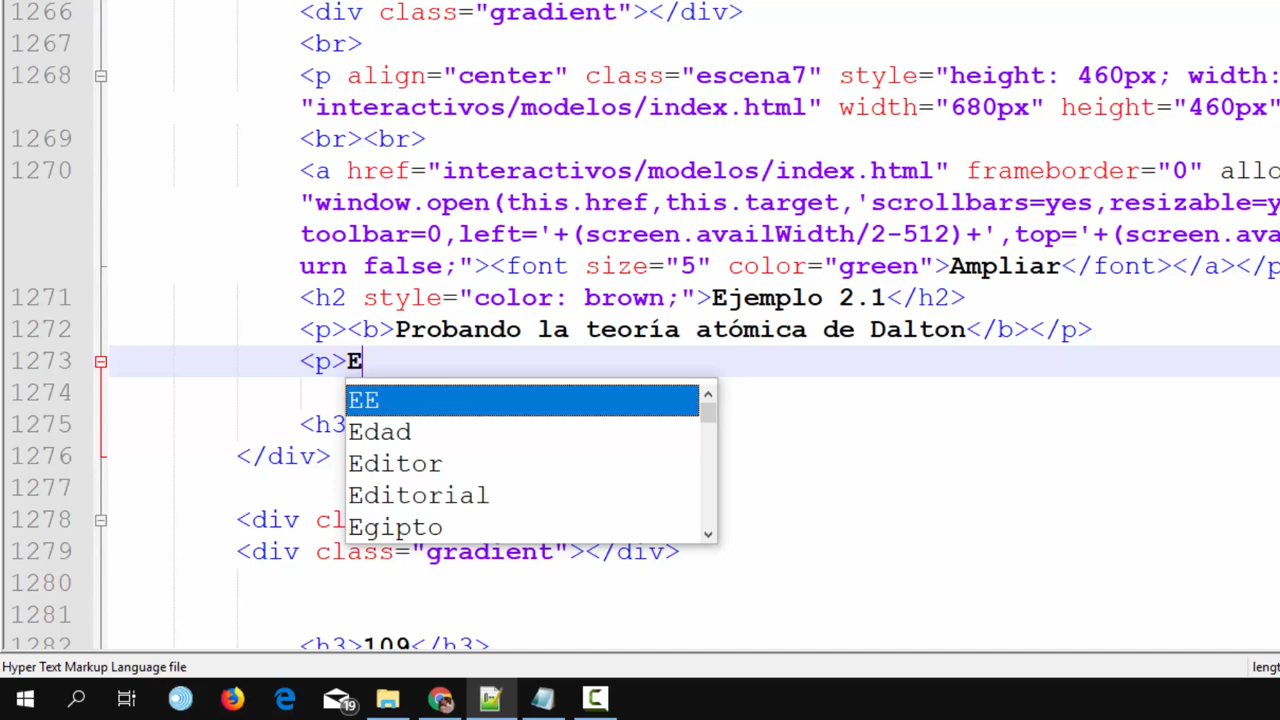 1266 <div class="gradient"></div>
1267 <br>
1268 <p align="center" class="escena7" style="height: 460px; width:
"interactivos/modelos/index.html" width="680px" height="460px"
1269 <br><br>
1270 <a href="interactivos/modelos/index.html" frameborder="0" allo
"window.open(this.href,this.target,'scrollbars=yes,resizable=y
toolbar=0,left='+(screen.availWidth/2-512)+',top='+(screen.ava
urn false;"><font size="5" color="green">Ampliar</font></a></p
1271 <h2 style="color: brown;">Ejemplo 2.1</h2>
1272 <p><b>Probando la teoría atómica de Dalton</b></p>
1273 <p>E
EE
1274
Edad
1275 <h3
Editor
1276 </div>
Editorial
1277
1278 <div cl
Egipto
1279 <div class="gradient"></div>
1280
1281
1282 <h3>109</h3>
Hyper Text Markup Language file
lengt
19